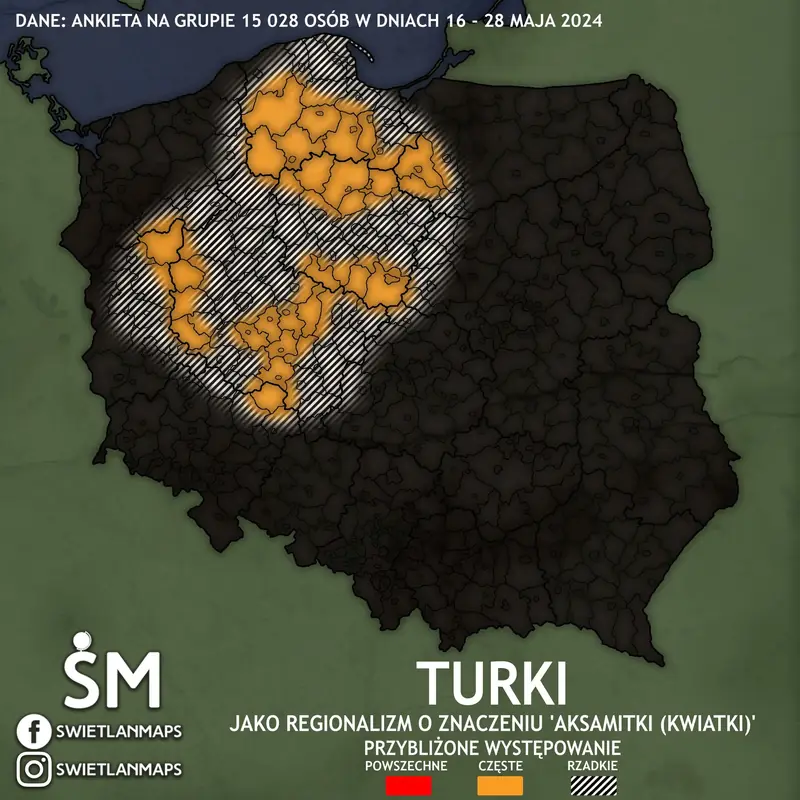 DANE: ANKIETA NA GRUPIE 15 028 OSÓB W DNIACH 16 - 28 MAJA 2024
ŚM
SWIETLANMAPS
SWIETLANMAPS
TURKI
JAKO REGIONALIZM O ZNACZENIU 'AKSAMITKI (KWIATKI)'
PRZYBLIŻONE WYSTĘPOWANIE
POWSZECHNE CZĘSTE RZADKIE